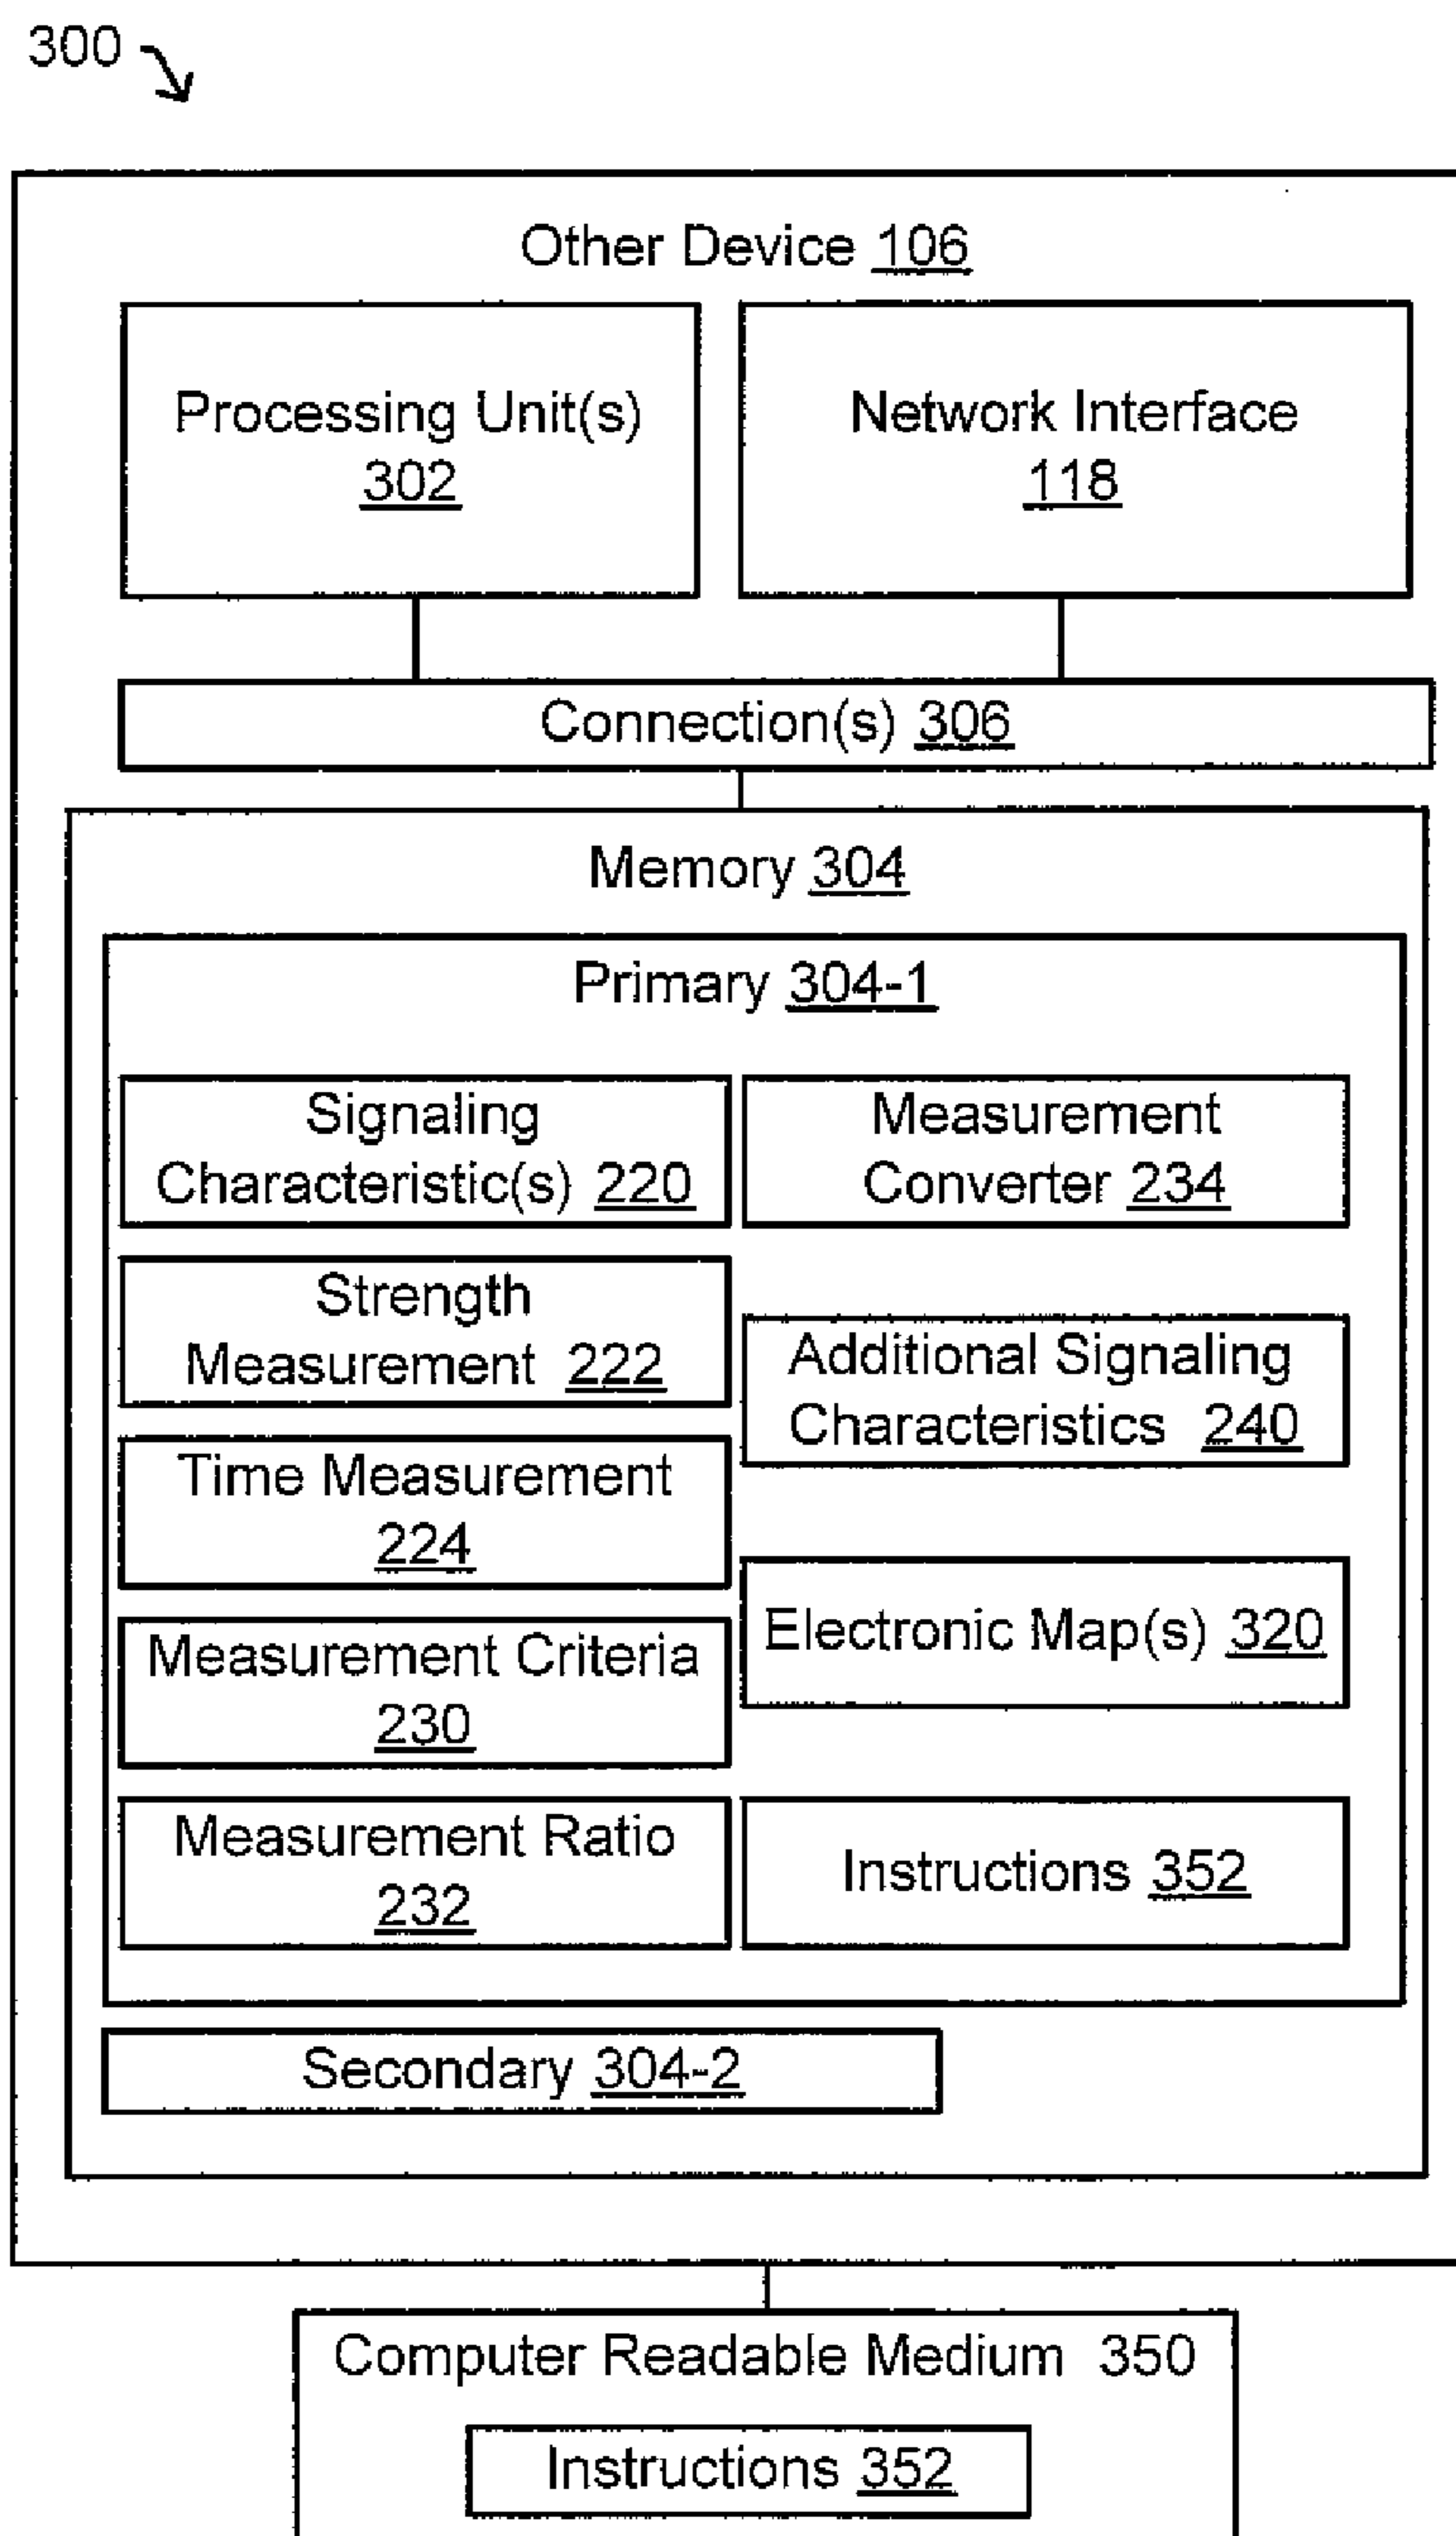 300
Other Device 106
Processing Unit(s)
302
Network Interface
118
Connection(s) 306
Memory 304
Primary 304-1
Signaling
Characteristic(s) 220
Measurement
Converter 234
Strength
Measurement 222
Additional Signaling
Characteristics 240
Time Measurement
224
Electronic Map(s) 320
Measurement Criteria
230
Measurement Ratio
232
Instructions 352
Secondary 304-2
Computer Readable Medium 350
Instructions 352